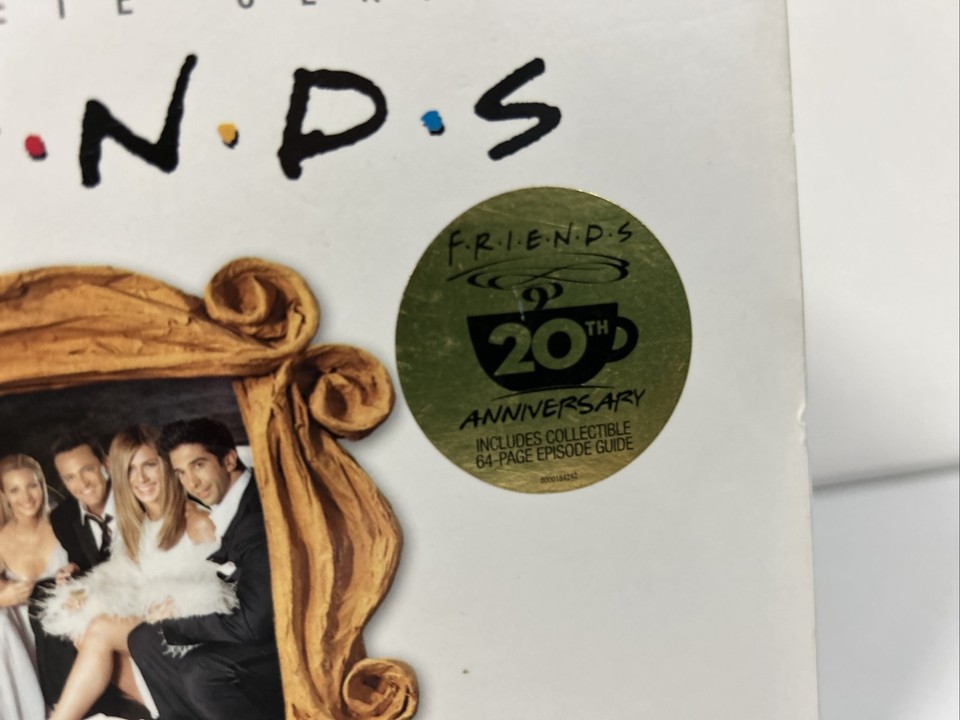 N·D·S
F·R·I·E·N·D·S
20TH
ANNIVERSARY
INCLUDES COLLECTIBLE
64-PAGE EPISODE GUIDE